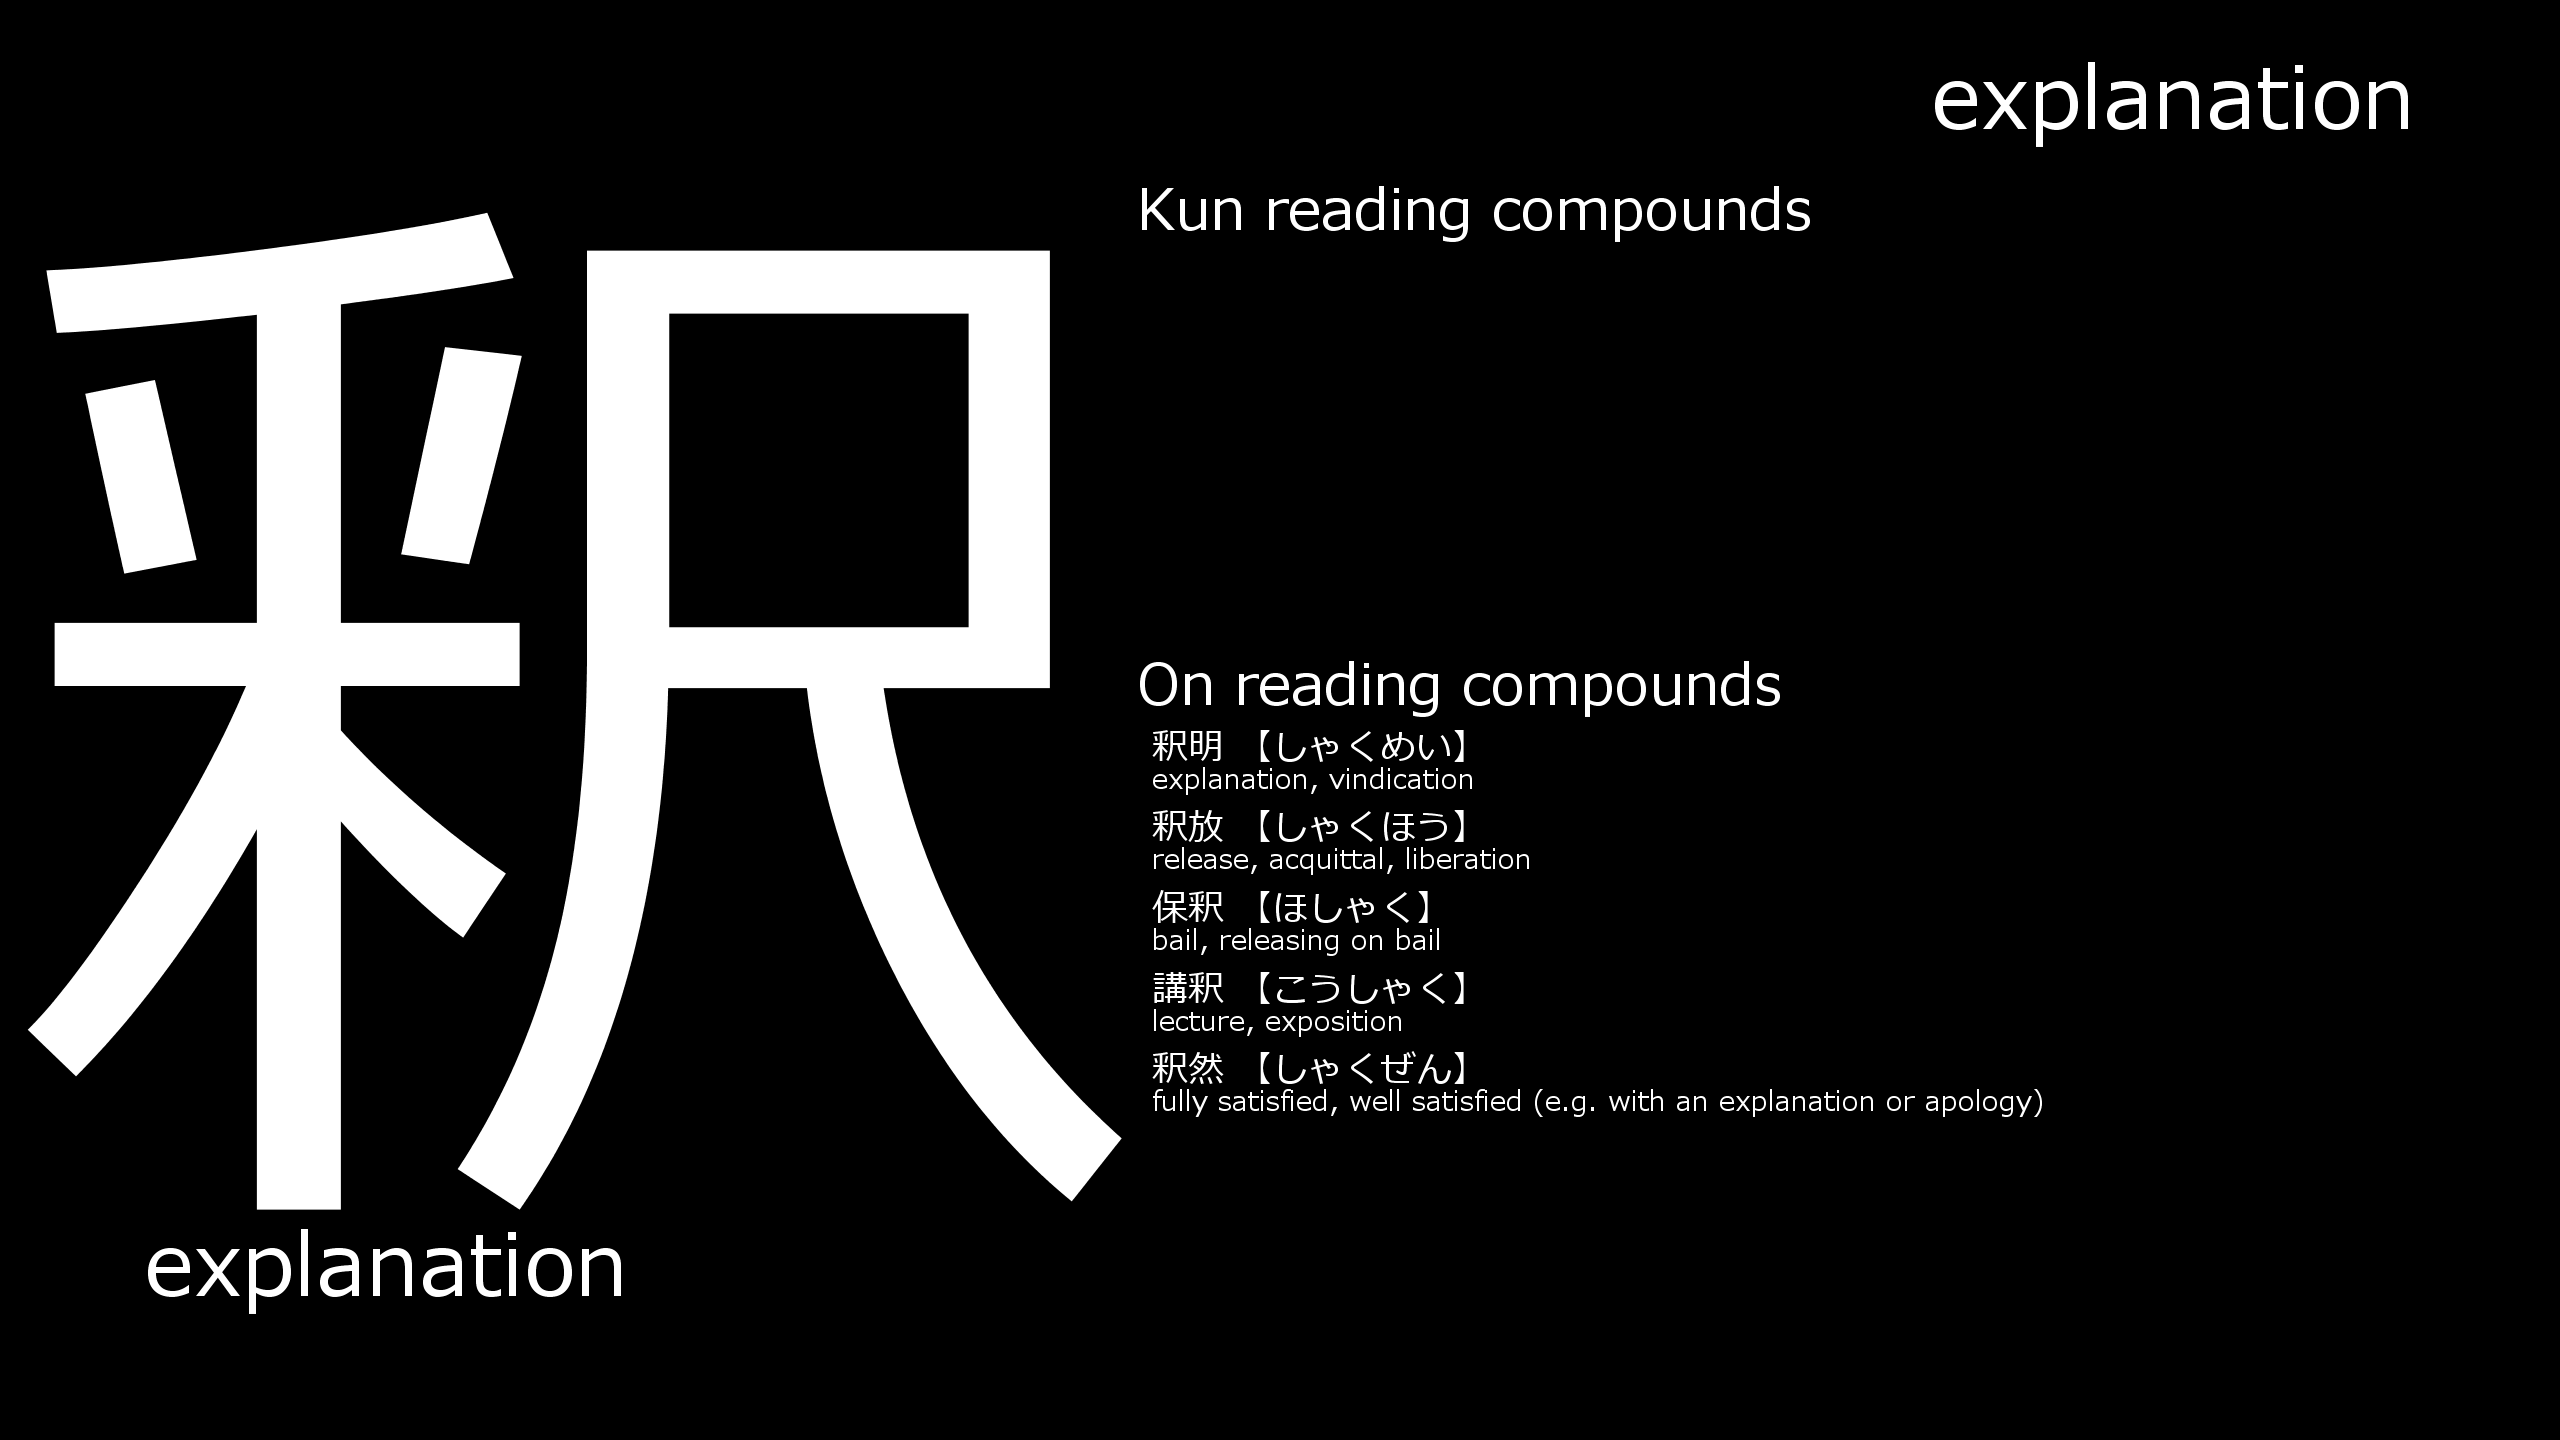 explanation
釈
explanation
Kun reading compounds
On reading compounds
釈明 【しゃくめい】
explanation, vindication
釈放 【しゃくほう】
release, acquittal, liberation
保釈 【ほしゃく】
bail, releasing on bail
講釈 【こうしゃく】
lecture, exposition
釈然 【しゃくぜん】
fully satisfied, well satisfied (e.g. with an explanation or apology)